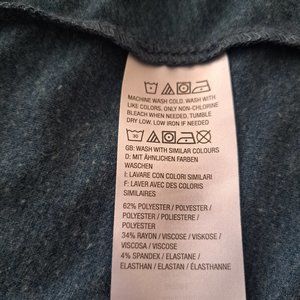 MACHINE WASH COLD, WASH WITH
LIKE COLORS, ONLY NON-CHLORINE
BLEACH WHEN NEEDED, TUMBLE
DRY LOW, LOW IRON IF NEEDED
30
GB: WASH WITH SIMILAR COLOURS
D: MIT ÄHNLICHEN FARBEN
WASCHEN
I: LAVARE CON COLORI SIMILARI
F: LAVER AVEC DES COLORIS
SIMILAIRES
62% POLYESTER / POLYESTER
/ POLYESTER / POLIESTERE /
POLYESTER
34% RAYON / VISCOSE / VISKOSE /
VISCOSA / VISCOSE
4% SPANDEX / ELASTANE /
ELASTHAN / ELASTAN / ÉLASTHANNE